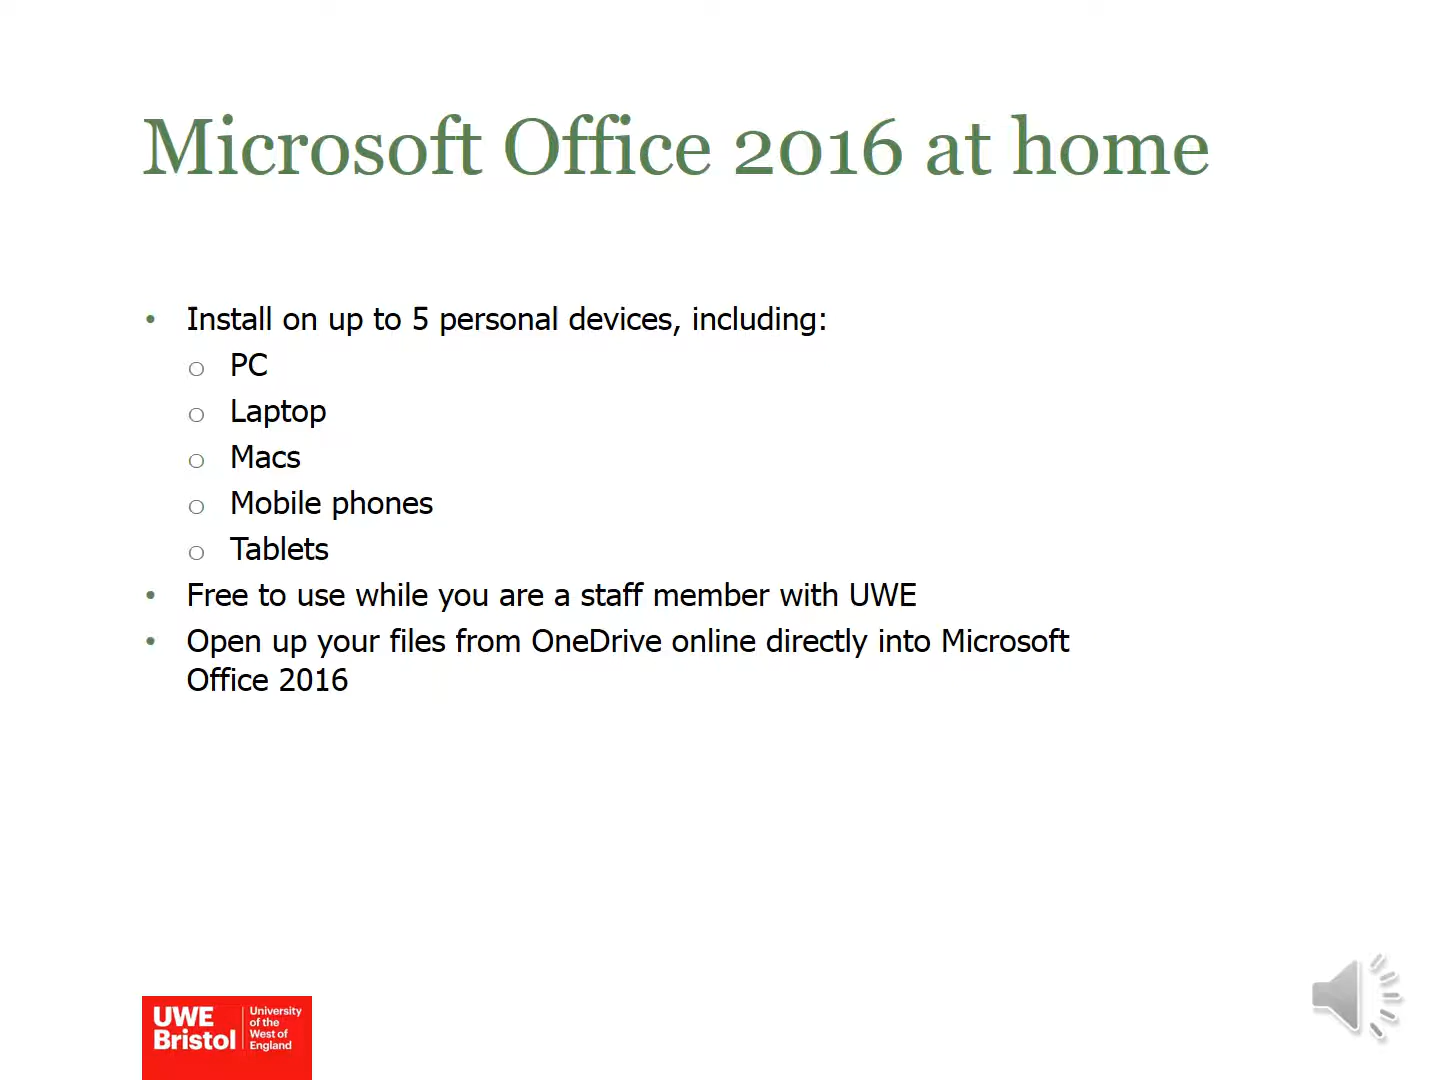 Microsoft Office 2016 at home
• Install on up to 5 personal devices, including:
o PC
o Laptop
o Macs
o Mobile phones
o Tablets
• Free to use while you are a staff member with UWE
• Open up your files from OneDrive online directly into Microsoft
Office 2016
UWE
Bristol
University
of the
West of
England